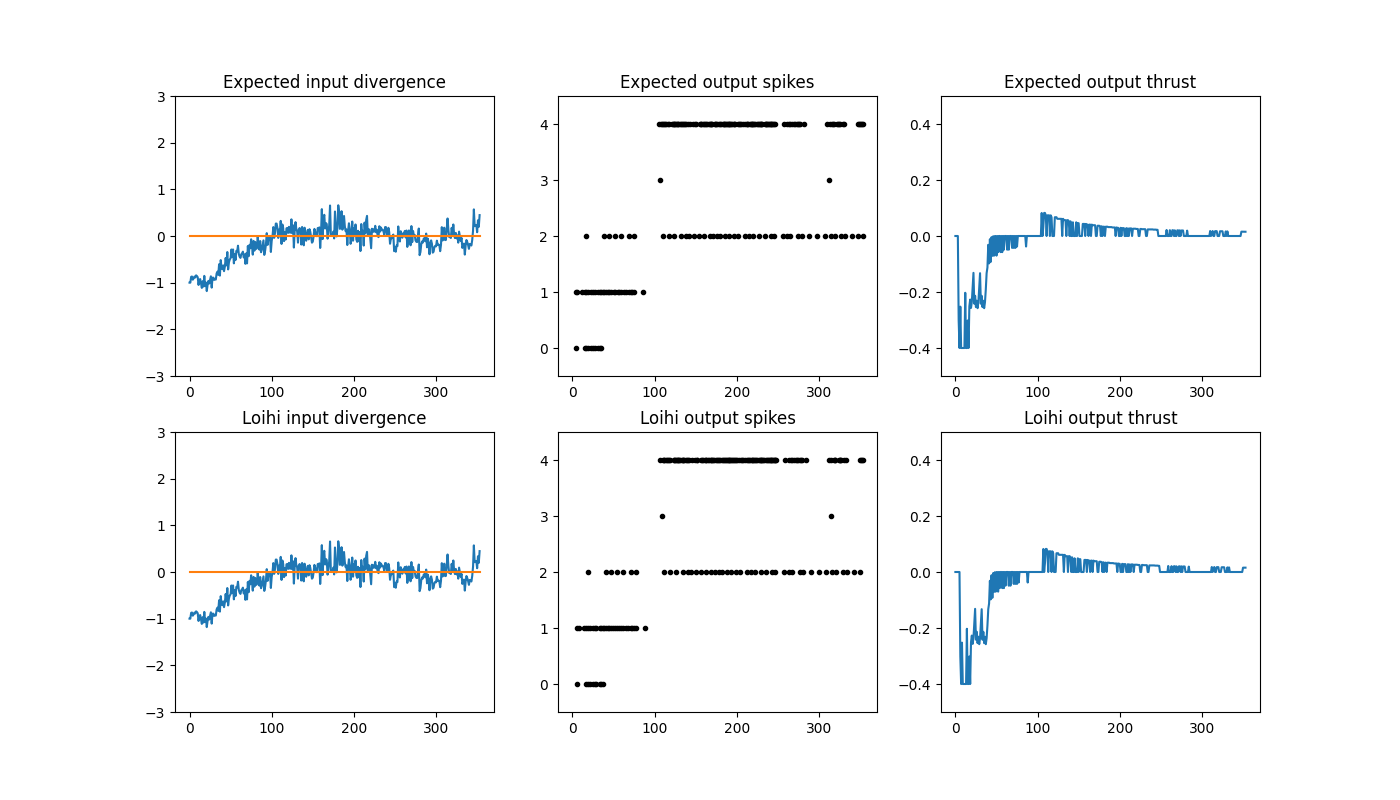 Expected input divergence
3
2
1
0
−1
−2
−3
0 100 200 300
Expected output spikes
4
3
2
1
0
0 100 200 300
Expected output thrust
0.4
0.2
0.0
−0.2
−0.4
0 100 200 300
Loihi input divergence
3
2
1
0
−1
−2
−3
0 100 200 300
Loihi output spikes
4
3
2
1
0
0 100 200 300
Loihi output thrust
0.4
0.2
0.0
−0.2
−0.4
0 100 200 300